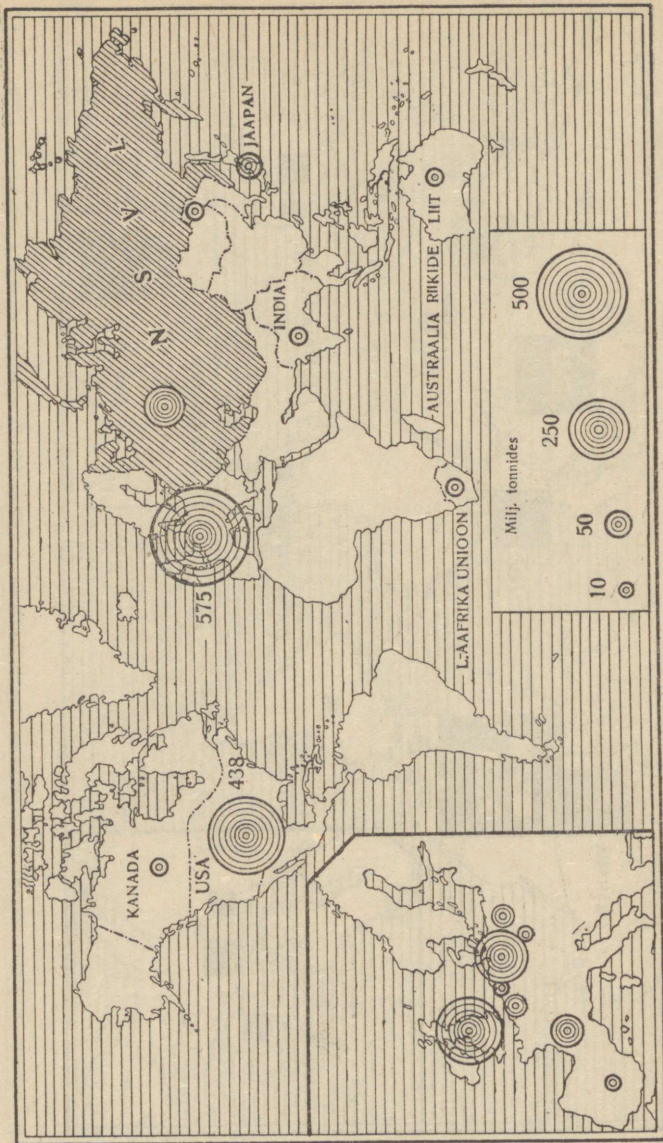 KANADA
USA
438
575
N S V L
JAAPAN
INDIA
AUSTRAALIA RIIKIDE LIIT
L.-AAFRIKA UNIOON
Milj. tonnides
10
50
250
500